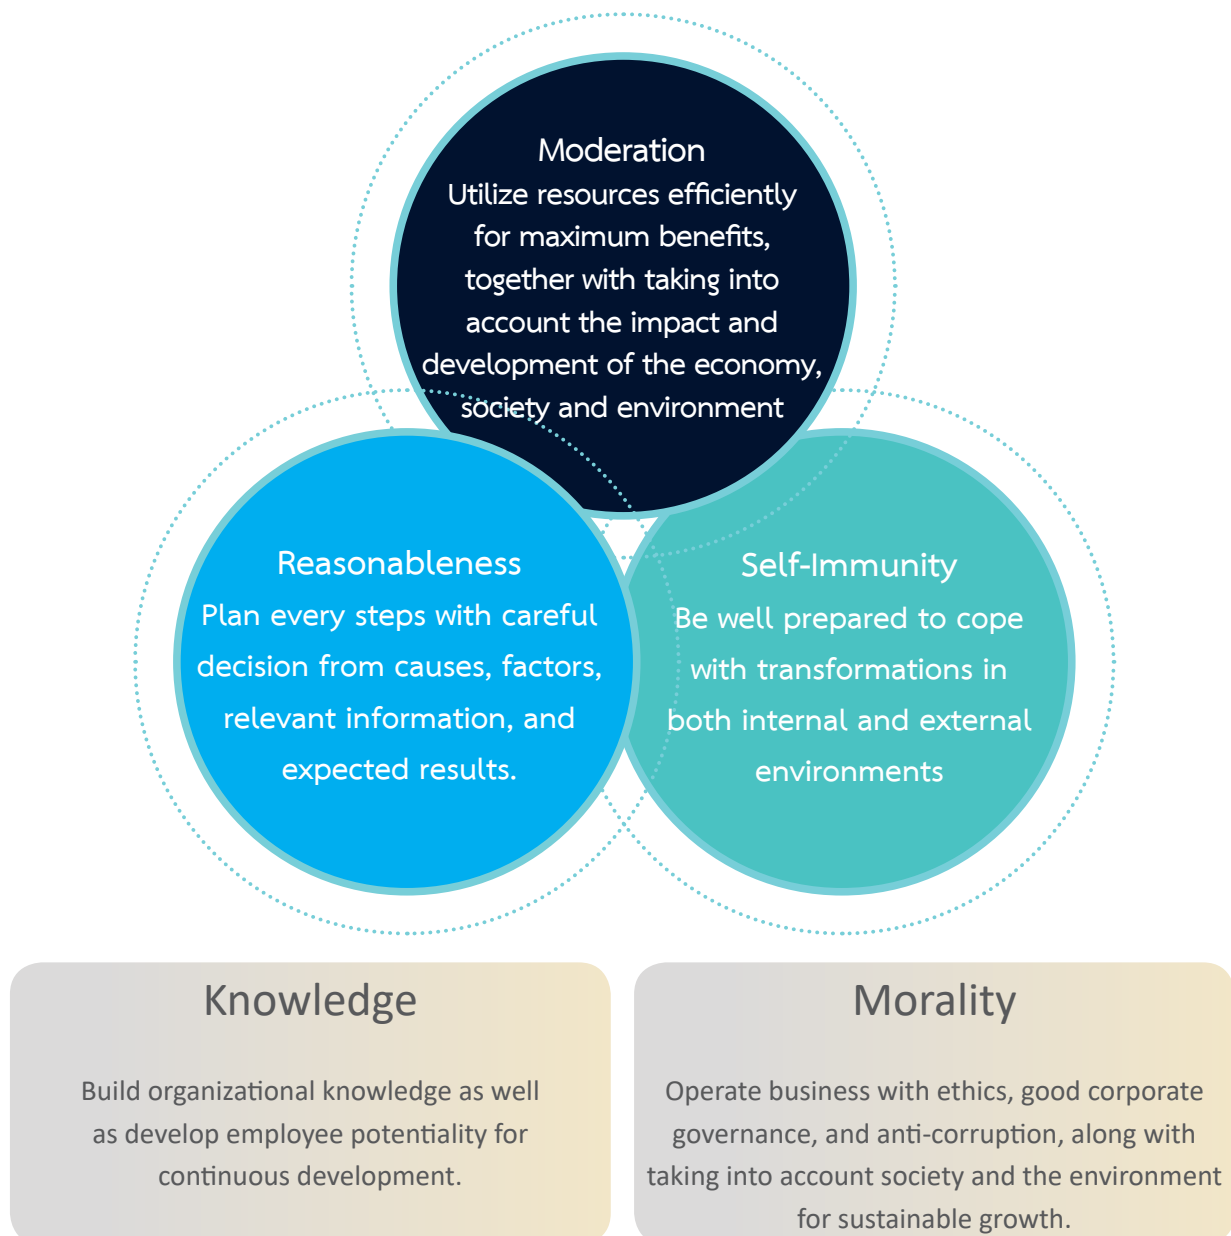 Moderation
Utilize resources efficiently
for maximum benefits,
together with taking into
account the impact and
development of the economy,
society and environment
Reasonableness
Plan every steps with careful
decision from causes, factors,
relevant information, and
expected results.
Self-Immunity
Be well prepared to cope
with transformations in
both internal and external
environments
Knowledge
Build organizational knowledge as well
as develop employee potentiality for
continuous development.
Morality
Operate business with ethics, good corporate
governance, and anti-corruption, along with
taking into account society and the environment
for sustainable growth.